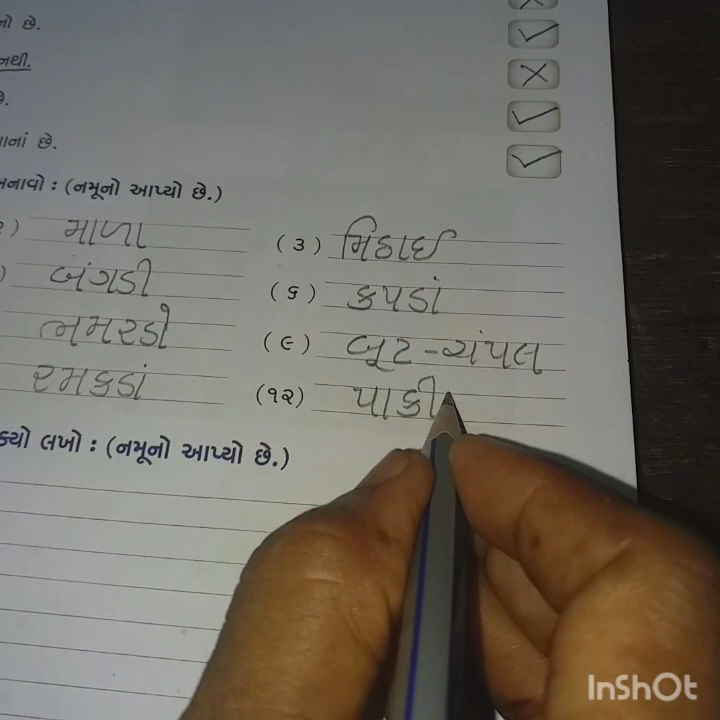 છે.
નથી.
છે.
છે.
(નમૂનો આપ્યો છે.)
માળા
(૩) મિઠાઈ
બંગડી
(૬) કપડાં
ભમરડો
(૯) બૂટ-ચંપલ
રમકડાં
(૧૨) પાકી
લખો : (નમૂનો આપ્યો છે.)
InShOt